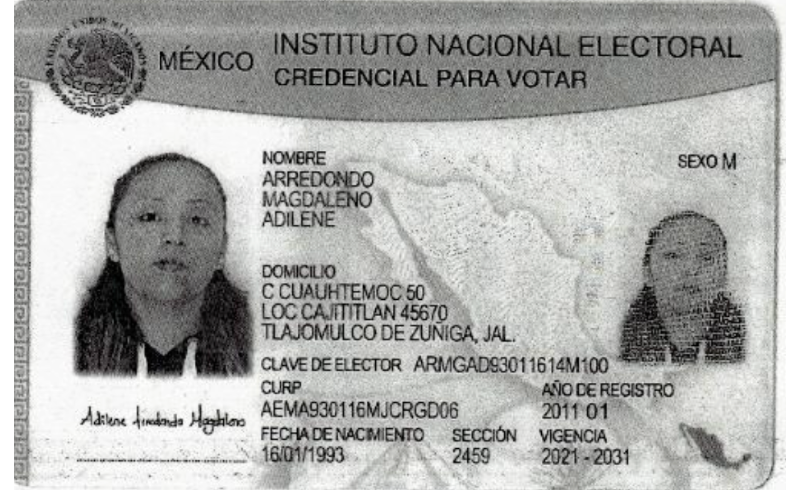 ESTADOS UNIDOS MEXICANOS
MÉXICO
INSTITUTO NACIONAL ELECTORAL
CREDENCIAL PARA VOTAR
NOMBRE
ARREDONDO
MAGDALENO
ADILENE
SEXO M
DOMICILIO
C CUAUHTEMOC 50
LOC CAJITITLAN 45670
TLAJOMULCO DE ZUÑIGA, JAL.
CLAVE DE ELECTOR ARMGAD93011614M100
CURP
AEMA930116MJCRGD06
AÑO DE REGISTRO
2011 01
FECHA DE NACIMIENTO
16/01/1993
SECCIÓN
2459
VIGENCIA
2021 - 2031
Adilene Arredondo Magdaleno